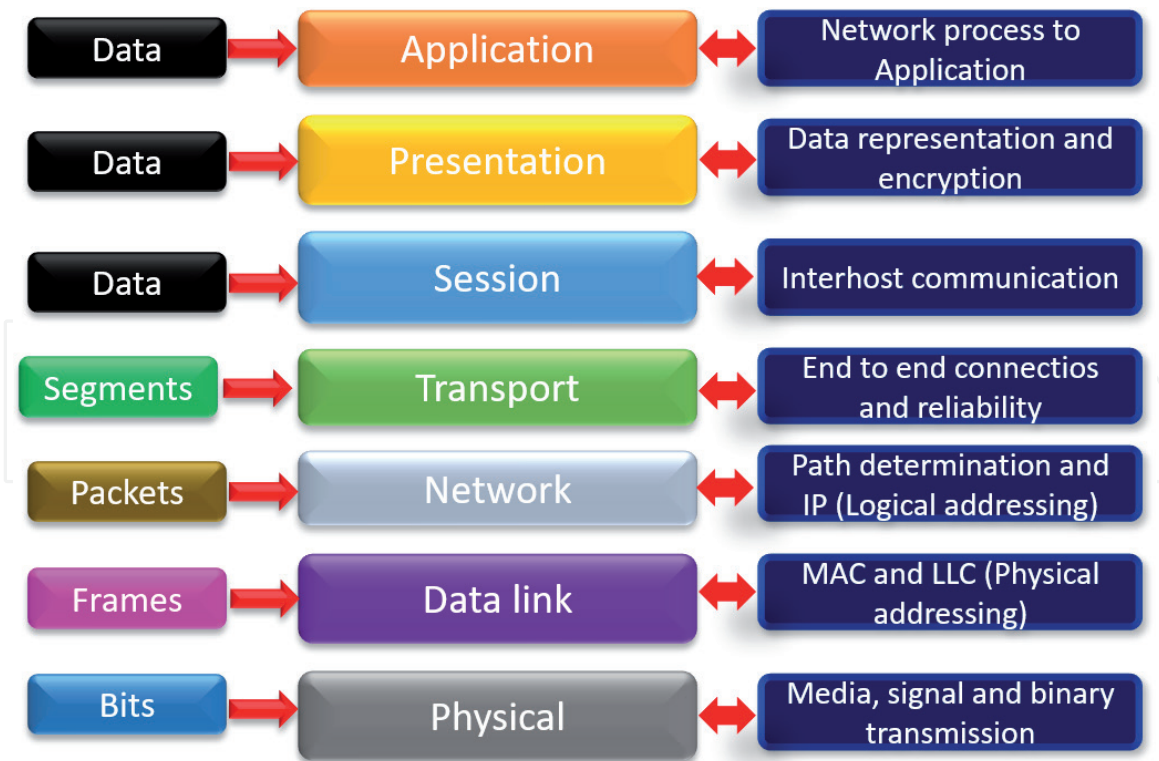 Data
Application
Network process to
Application
Data
Presentation
Data representation and
encryption
Data
Session
Interhost communication
Segments
Transport
End to end connectios
and reliability
Packets
Network
Path determination and
IP (Logical addressing)
Frames
Data link
MAC and LLC (Physical
addressing)
Bits
Physical
Media, signal and binary
transmission